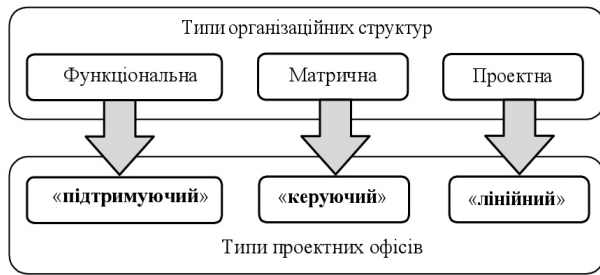 Типи організаційних структур
Функціональна
Матрична
Проектна
«підтримуючий»
«керуючий»
«лінійний»
Типи проектних офісів